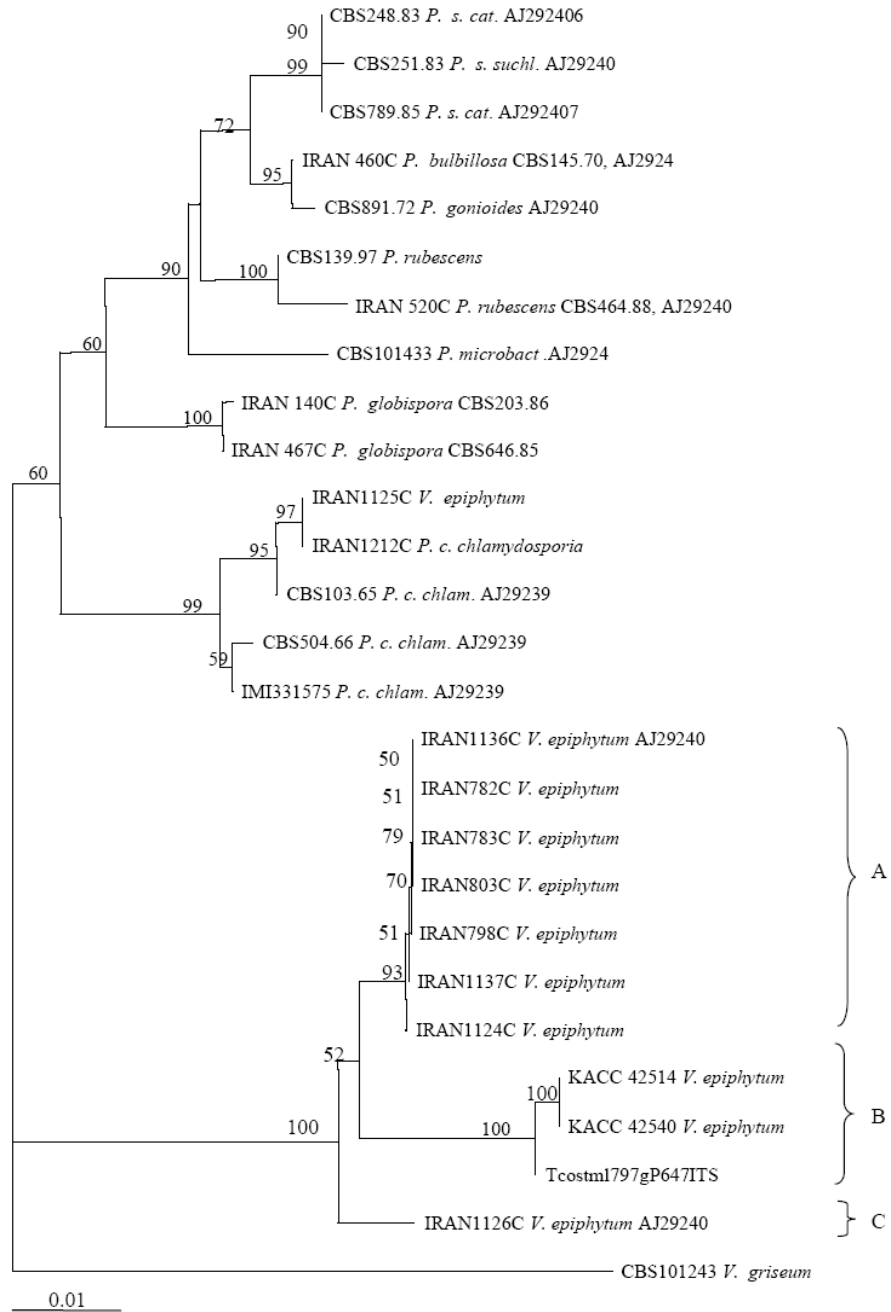 CBS248.83 P. s. cat. AJ292406
90
CBS251.83 P. s. suchl. AJ29240
99
CBS789.85 P. s. cat. AJ292407
72
IRAN 460C P. bulbillosa CBS145.70, AJ2924
95
CBS891.72 P. gonioides AJ29240
CBS139.97 P. rubescens
90
100
IRAN 520C P. rubescens CBS464.88, AJ29240
60
CBS101433 P. microbact .AJ2924
IRAN 140C P. globispora CBS203.86
100
IRAN 467C P. globispora CBS646.85
60
IRAN1125C V. epiphytum
97
IRAN1212C P. c. chlamydosporia
95
CBS103.65 P. c. chlam. AJ29239
99
CBS504.66 P. c. chlam. AJ29239
59
IMI331575 P. c. chlam. AJ29239
IRAN1136C V. epiphytum AJ29240
50
IRAN782C V. epiphytum
51
IRAN783C V. epiphytum
79
A
IRAN803C V. epiphytum
70
IRAN798C V. epiphytum
51
IRAN1137C V. epiphytum
93
IRAN1124C V. epiphytum
52
KACC 42514 V. epiphytum
100
B
KACC 42540 V. epiphytum
100
100
Tcostml797gP647ITS
IRAN1126C V. epiphytum AJ29240
C
CBS101243 V. griseum
0.01